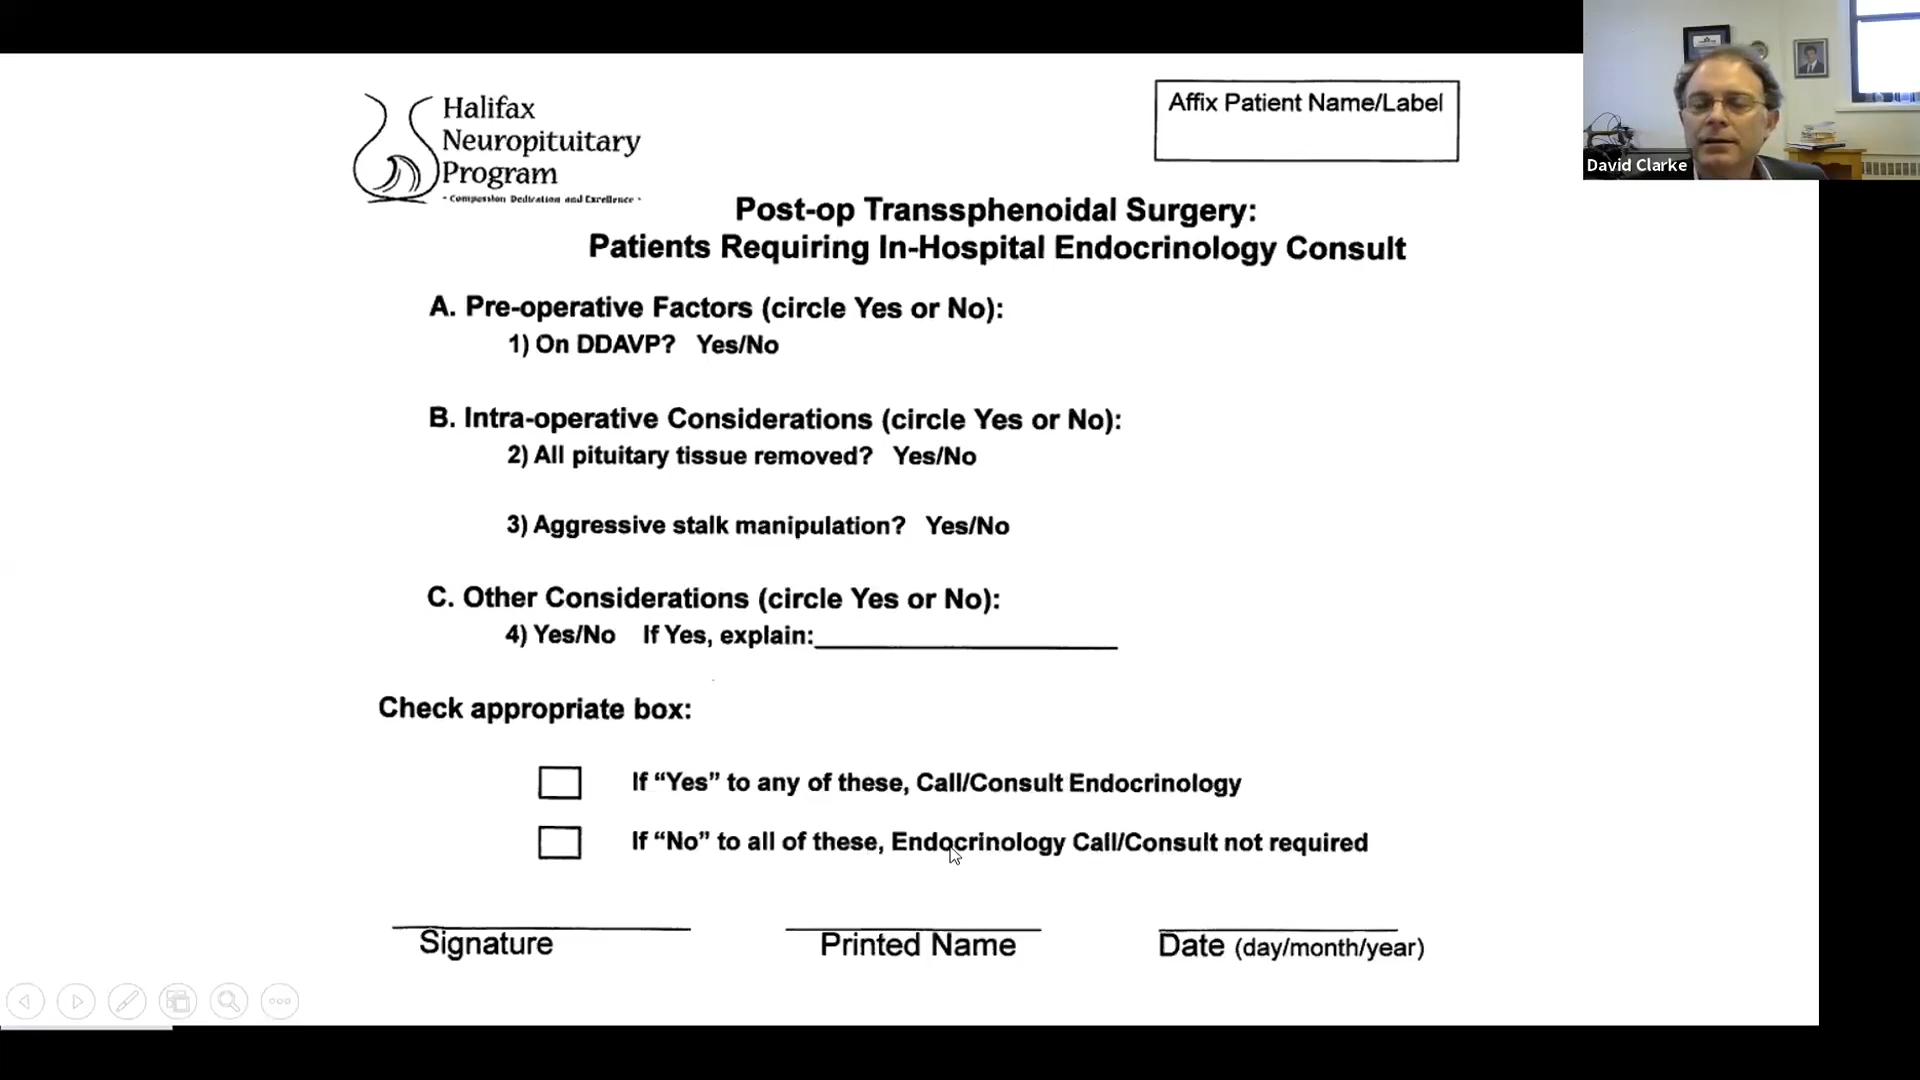 Halifax
Neuropituitary
Program
- Compassion Dedication and Excellence -
Affix Patient Name/Label
David Clarke
Post-op Transsphenoidal Surgery:
Patients Requiring In-Hospital Endocrinology Consult
A. Pre-operative Factors (circle Yes or No):
1) On DDAVP? Yes/No
B. Intra-operative Considerations (circle Yes or No):
2) All pituitary tissue removed? Yes/No
3) Aggressive stalk manipulation? Yes/No
C. Other Considerations (circle Yes or No):
4) Yes/No If Yes, explain:
Check appropriate box:
If “Yes” to any of these, Call/Consult Endocrinology
If “No” to all of these, Endocrinology Call/Consult not required
Signature Printed Name Date (day/month/year)